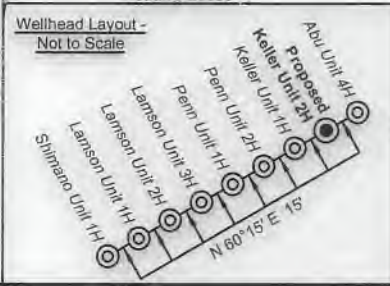 Wellhead Layout -
Not to Scale
Shimano Unit 1H
Lamson Unit 1H
Lamson Unit 2H
Lamson Unit 3H
Penn Unit 1H
Penn Unit 2H
Keller Unit 1H
Proposed
Keller Unit 2H
Abu Unit 4H
N 60°15' E 15'